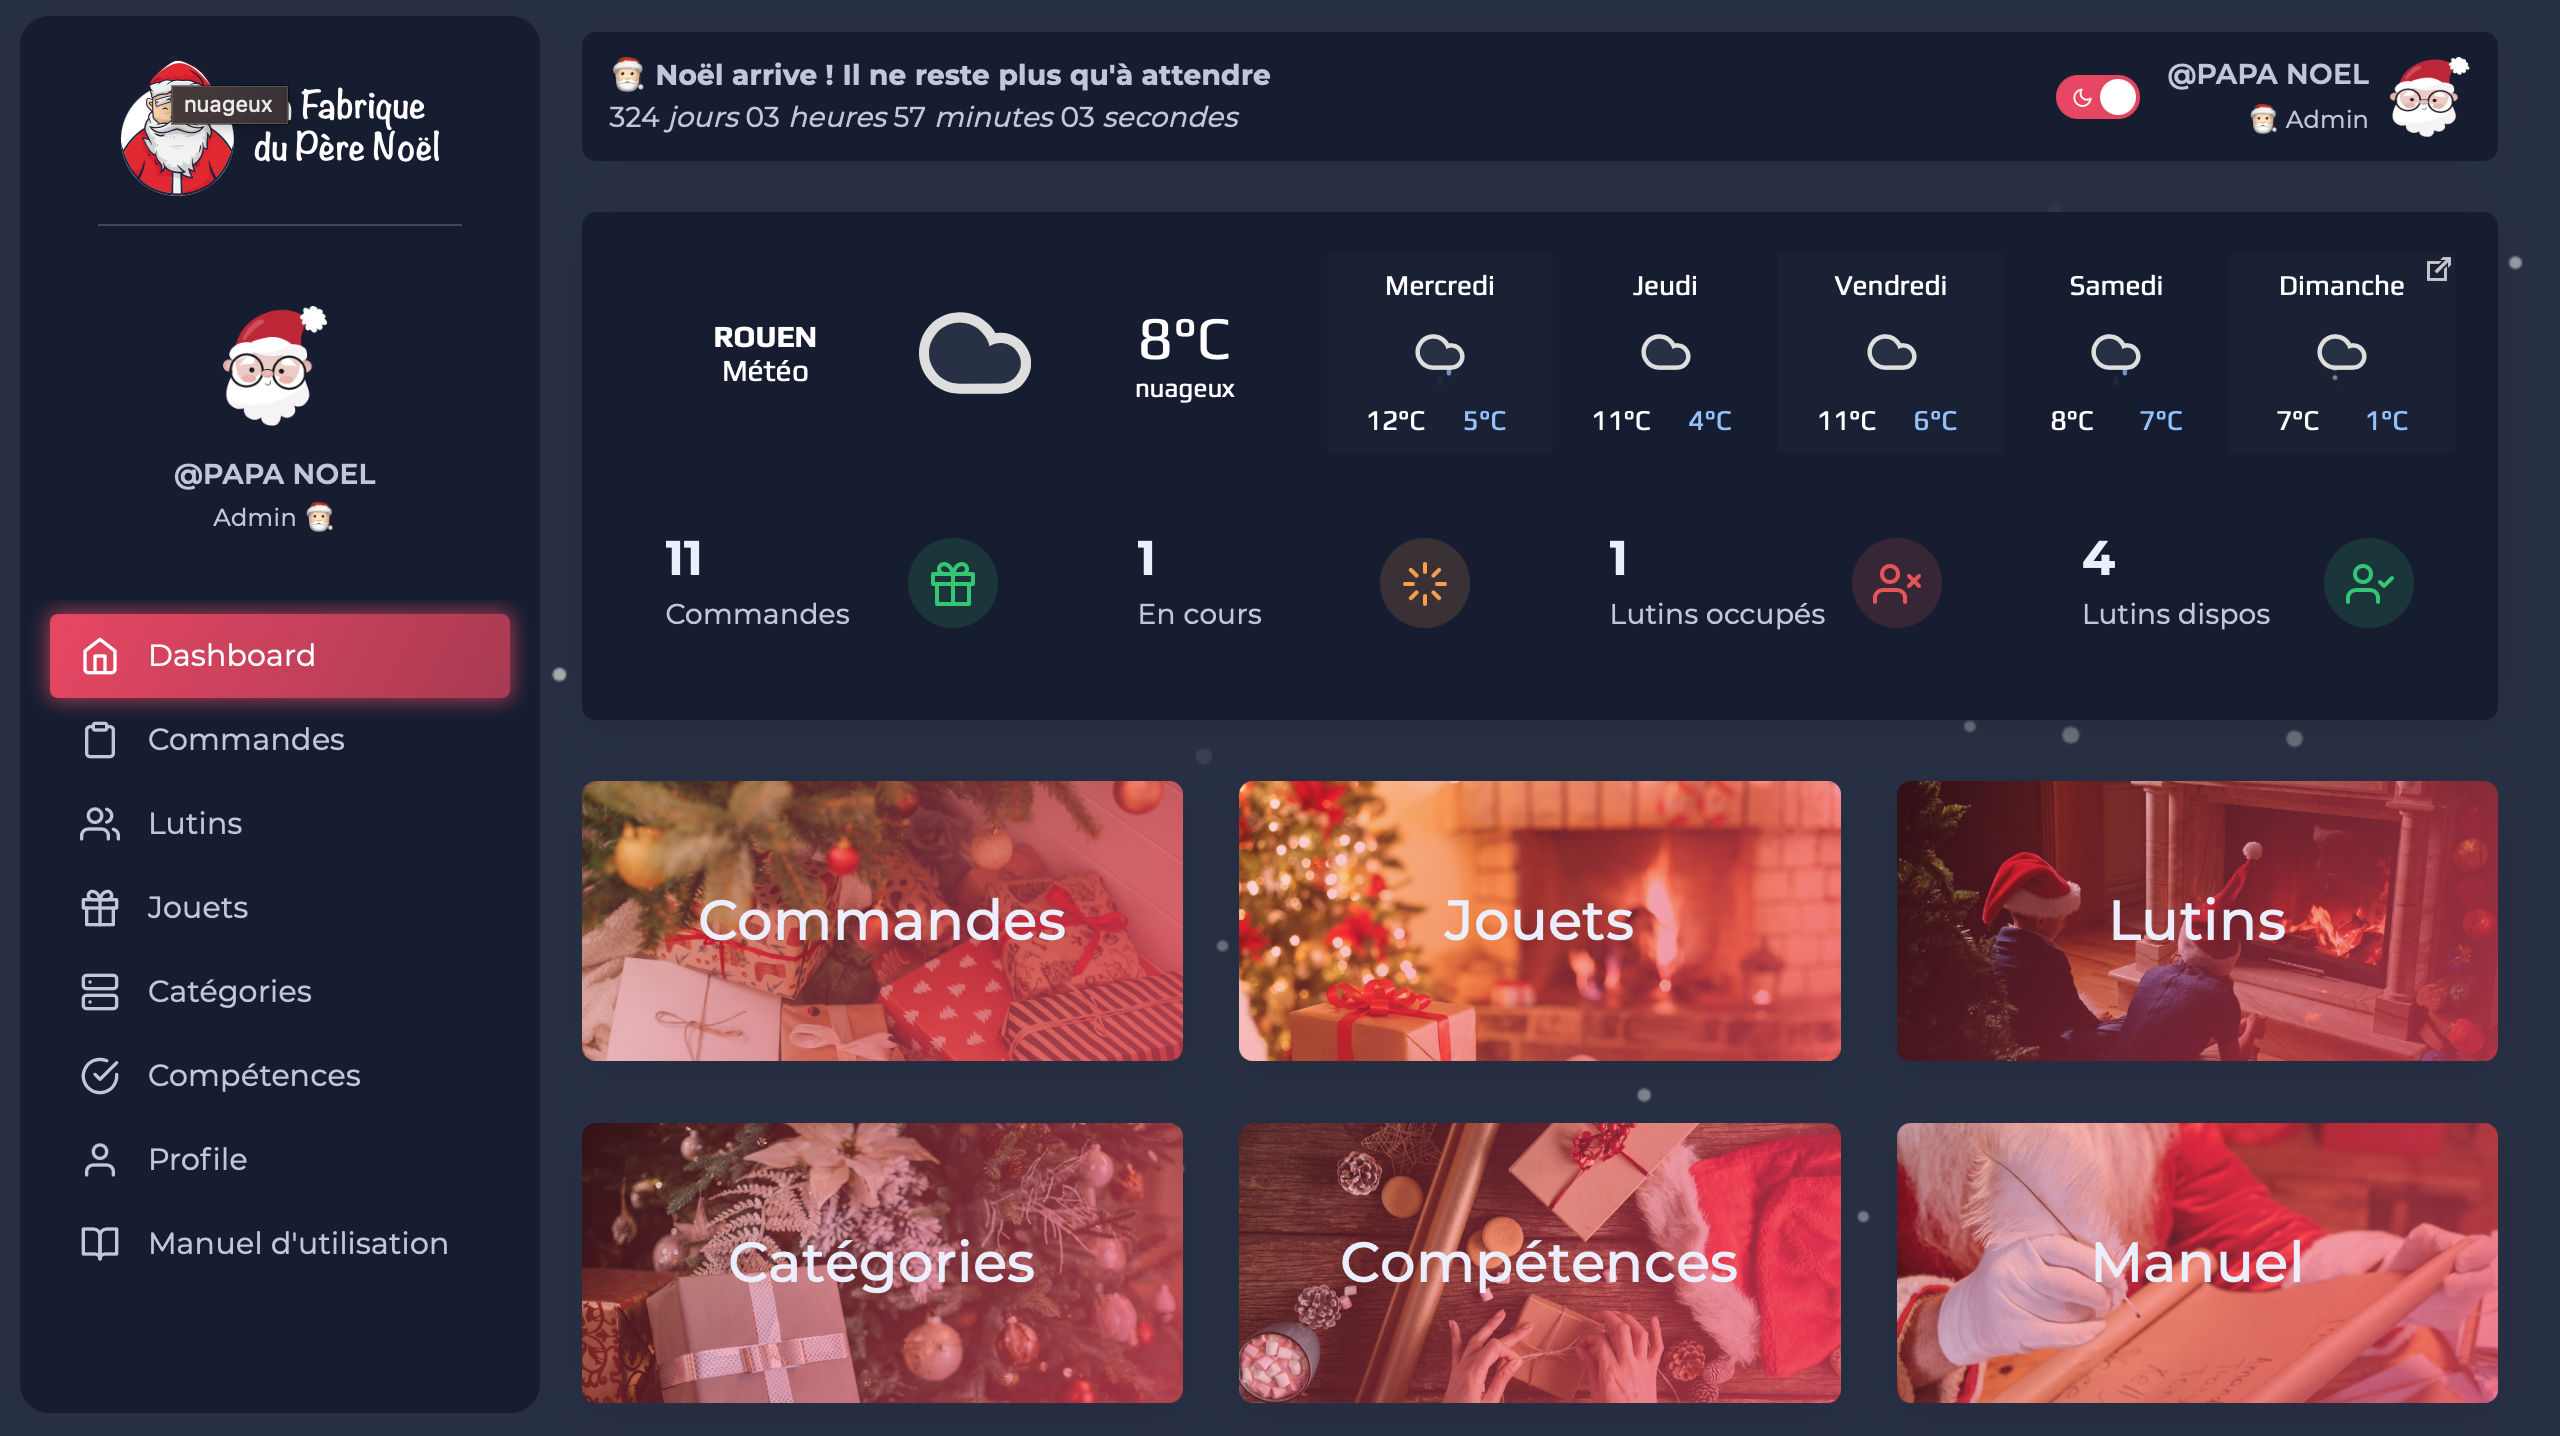 nuageux
Fabrique
du Père Noël
@PAPA NOEL
Admin
Dashboard
Commandes
Lutins
Jouets
Catégories
Compétences
Profile
Manuel d'utilisation
Noël arrive ! Il ne reste plus qu'à attendre
324 jours 03 heures 57 minutes 03 secondes
@PAPA NOEL
Admin
ROUEN
Météo
8°C
nuageux
Mercredi
12°C 5°C
Jeudi
11°C 4°C
Vendredi
11°C 6°C
Samedi
8°C 7°C
Dimanche
7°C 1°C
11
Commandes
1
En cours
1
Lutins occupés
4
Lutins dispos
Commandes
Jouets
Lutins
Catégories
Compétences
Manuel